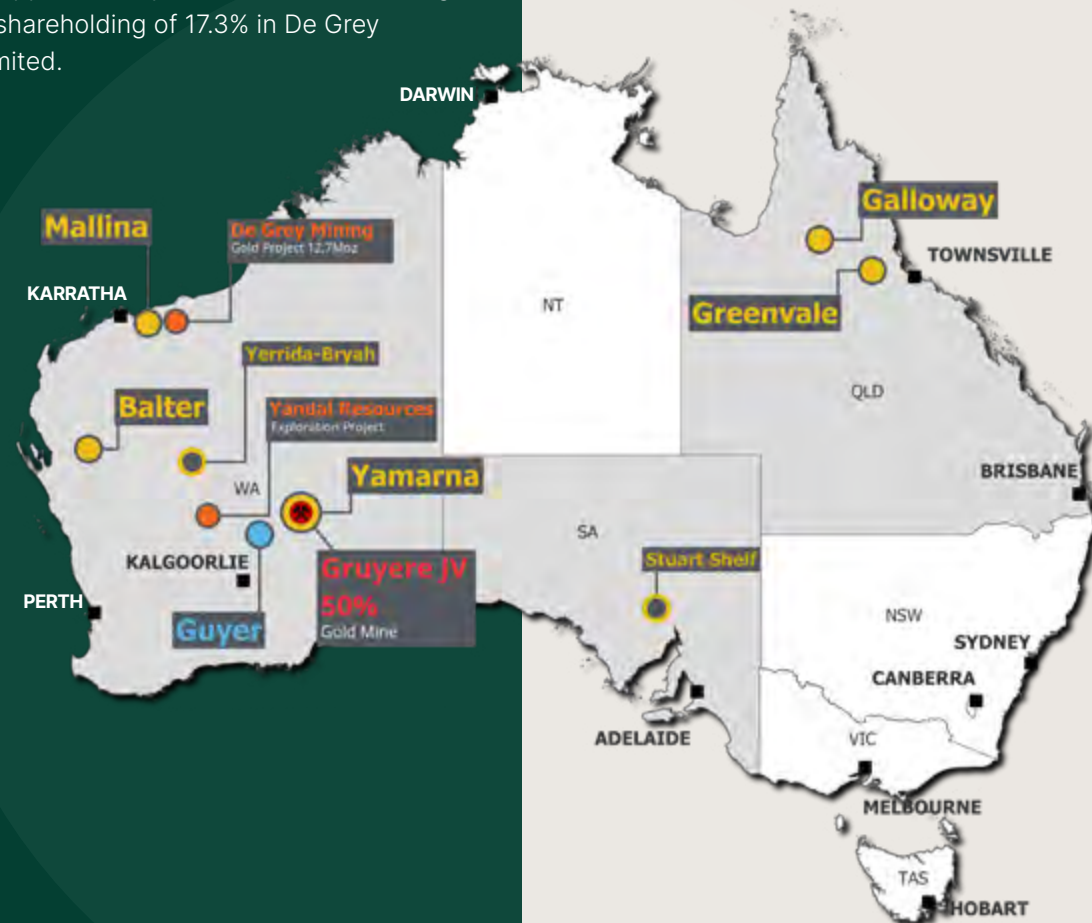 shareholding of 17.3% in De Grey
mited.
DARWIN
Mallina
De Grey Mining
Gold Project 12.7Moz
Galloway
TOWNSVILLE
KARRATHA
NT
Greenvale
Yerrida-Bryah
QLD
Balter
Yandal Resources
Exploration Project
BRISBANE
Yamarna
WA
SA
KALGOORLIE
Stuart Shelf
Gruyere JV
50%
Gold Mine
PERTH
Guyer
NSW
SYDNEY
CANBERRA
ADELAIDE
VIC
MELBOURNE
TAS
HOBART